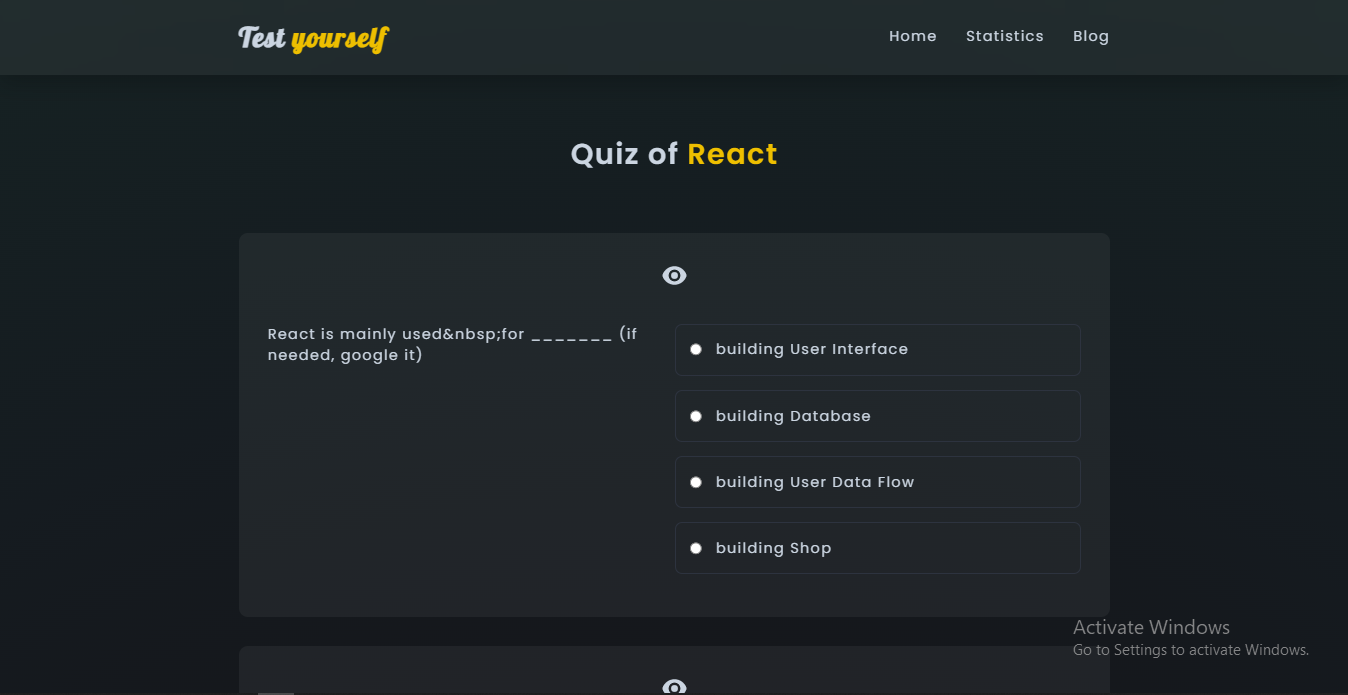 Test yourself
Home Statistics Blog
Quiz of React
React is mainly used&nbsp;for _______ (if
needed, google it)
building User Interface
building Database
building User Data Flow
building Shop
Activate Windows
Go to Settings to activate Windows.